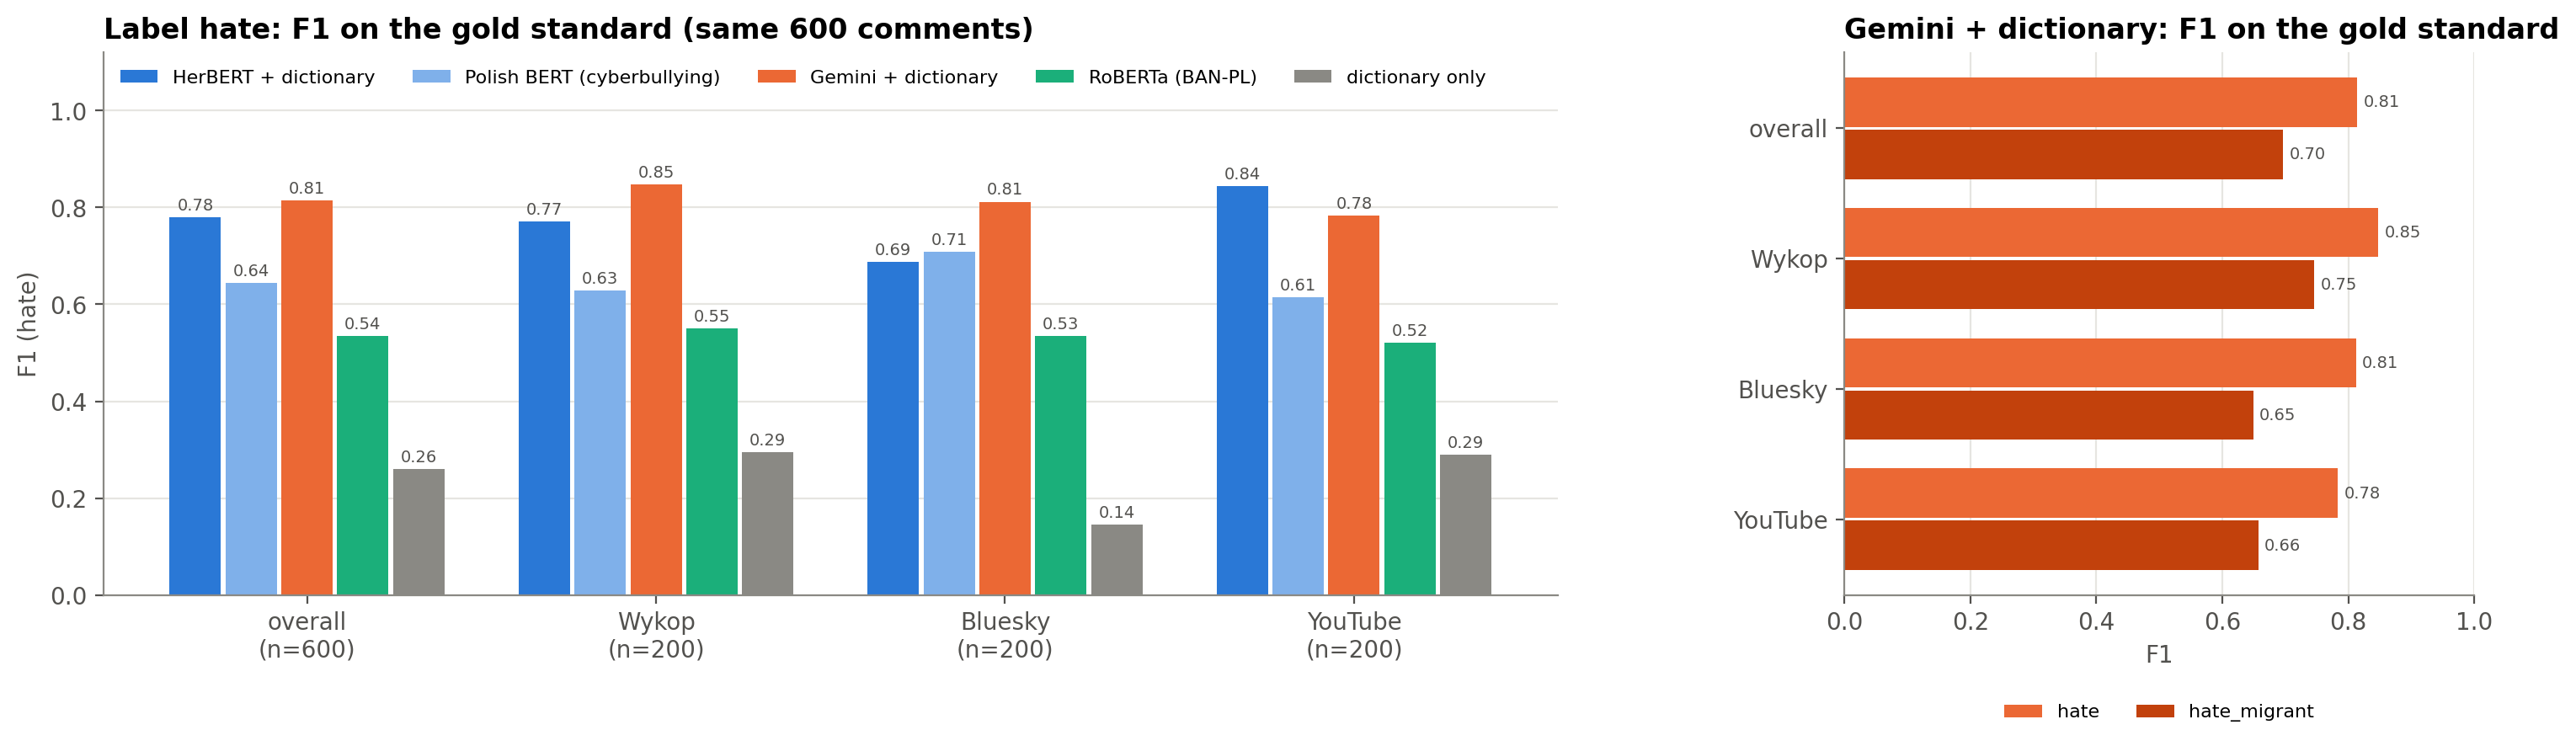 Label hate: F1 on the gold standard (same 600 comments)
HerBERT + dictionary
Polish BERT (cyberbullying)
Gemini + dictionary
RoBERTa (BAN-PL)
dictionary only
F1 (hate)
1.0
0.8
0.6
0.4
0.2
0.0
0.78
0.64
0.81
0.54
0.26
0.77
0.63
0.85
0.55
0.29
0.69
0.71
0.81
0.53
0.14
0.84
0.61
0.78
0.52
0.29
overall
(n=600)
Wykop
(n=200)
Bluesky
(n=200)
YouTube
(n=200)
Gemini + dictionary: F1 on the gold standard
overall
0.81
0.70
Wykop
0.85
0.75
Bluesky
0.81
0.65
YouTube
0.78
0.66
0.0
0.2
0.4
0.6
0.8
1.0
F1
hate
hate_migrant